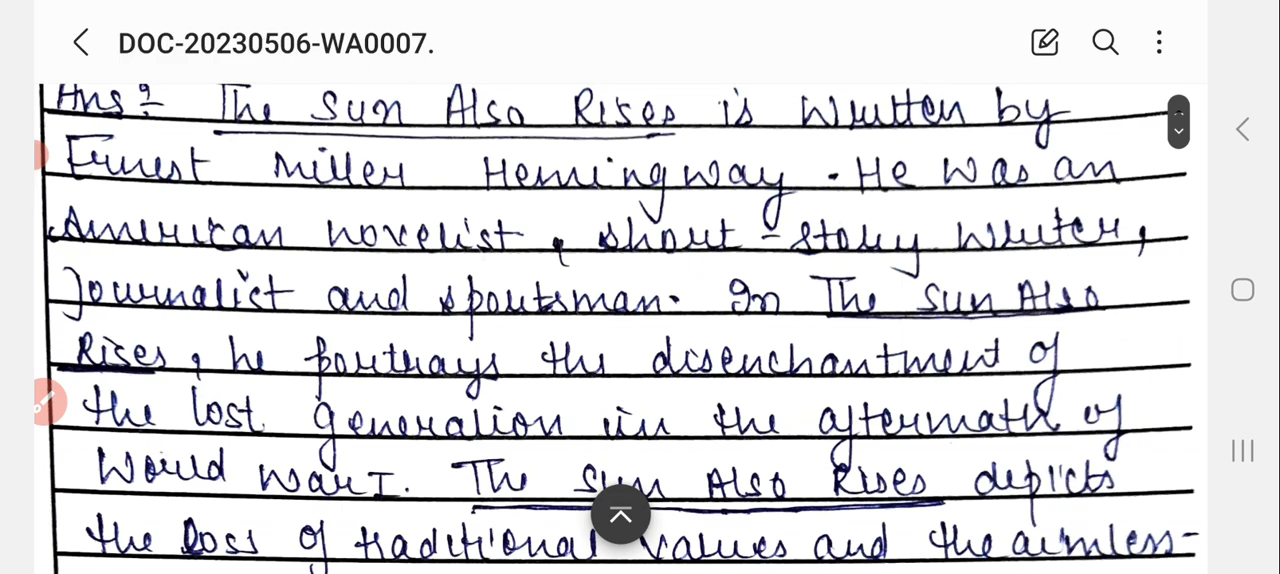 DOC-20230506-WA0007.
Ans:- The Sun Also Rises is written by
Ernest Miller Hemingway. He was an
American novelist, short-story writer,
Journalist and sportsman. In The Sun Also
Rises, he portrays the disenchantment of
the lost generation in the aftermath of
World War I. The Sun Also Rises depicts
the loss of traditional values and the aimless-